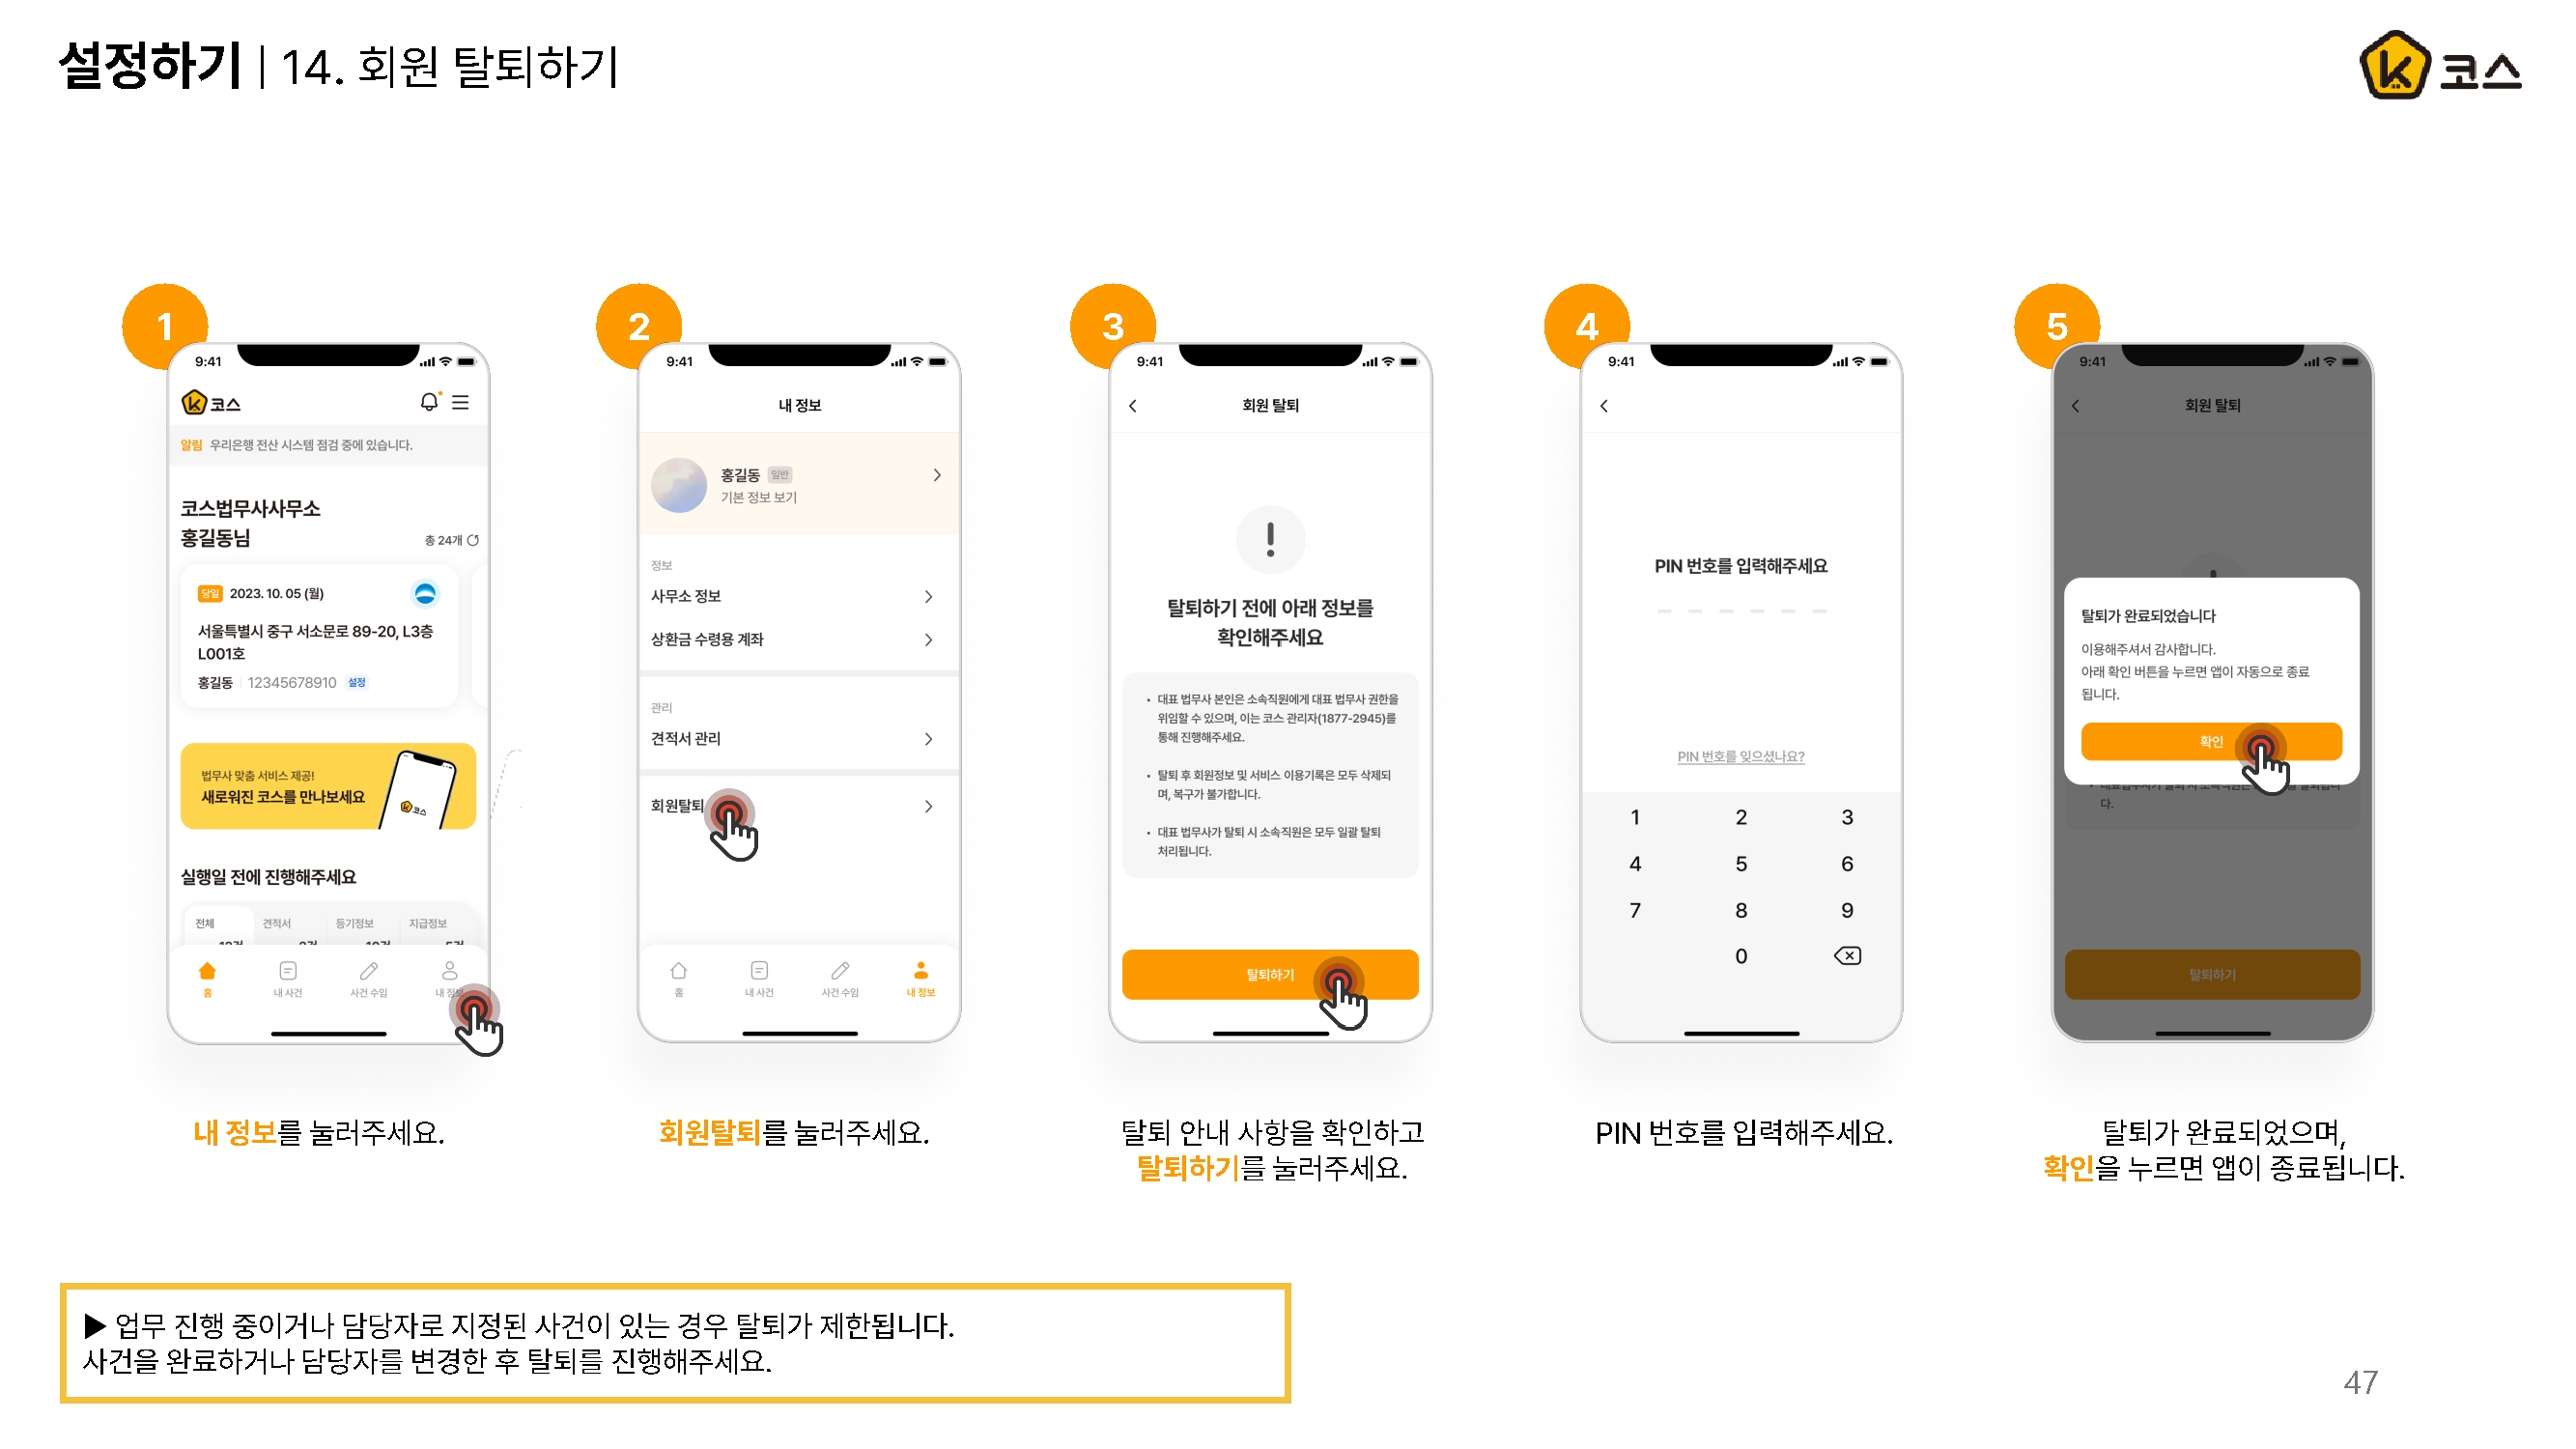 설정하기 | 14. 회원 탈퇴하기
코스
1
9:41
코스
알림 우리은행 전산 시스템 점검 중에 있습니다.
코스법무사사무소
홍길동님
총 24개
당일 2023. 10. 05 (월)
서울특별시 중구 서소문로 89-20, L3층
L001호
홍길동 | 12345678910 설정
법무사 맞춤 서비스 제공!
새로워진 코스를 만나보세요
코스
실행일 전에 진행해주세요
전체 견적서 등기정보 지급정보
홈 내 사건 사건 수임 내 정보
내 정보를 눌러주세요.
2
9:41
내 정보
홍길동 일반
기본 정보 보기
정보
사무소 정보
상환금 수령용 계좌
관리
견적서 관리
회원탈퇴
홈 내 사건 사건 수임 내 정보
회원탈퇴를 눌러주세요.
3
9:41
회원 탈퇴
탈퇴하기 전에 아래 정보를
확인해주세요
• 대표 법무사 본인은 소속직원에게 대표 법무사 권한을
위임할 수 있으며, 이는 코스 관리자(1877-2945)를
통해 진행해주세요.
• 탈퇴 후 회원정보 및 서비스 이용기록은 모두 삭제되
며, 복구가 불가합니다.
• 대표 법무사가 탈퇴 시 소속직원은 모두 일괄 탈퇴
처리됩니다.
탈퇴하기
탈퇴 안내 사항을 확인하고
탈퇴하기를 눌러주세요.
4
9:41
PIN 번호를 입력해주세요
PIN 번호를 잊으셨나요?
1 2 3
4 5 6
7 8 9
0
PIN 번호를 입력해주세요.
5
9:41
회원 탈퇴
탈퇴가 완료되었습니다
이용해주셔서 감사합니다.
아래 확인 버튼을 누르면 앱이 자동으로 종료
됩니다.
확인
다.
탈퇴하기
탈퇴가 완료되었으며,
확인을 누르면 앱이 종료됩니다.
▶ 업무 진행 중이거나 담당자로 지정된 사건이 있는 경우 탈퇴가 제한됩니다.
사건을 완료하거나 담당자를 변경한 후 탈퇴를 진행해주세요.
47